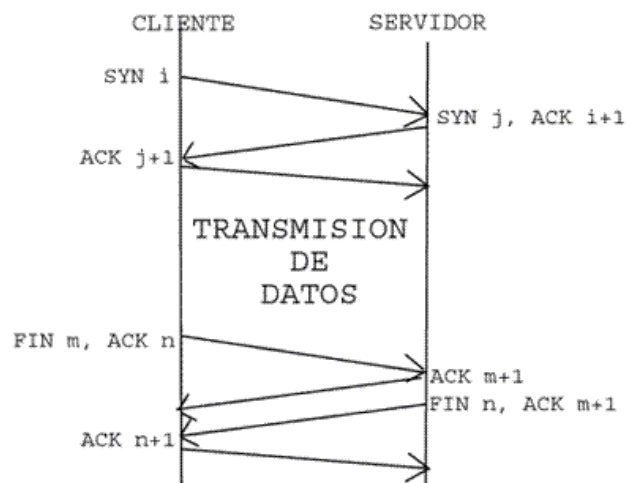 CLIENTE SERVIDOR
SYN i
SYN j, ACK i+1
ACK j+1
TRANSMISION
DE
DATOS
FIN m, ACK n
ACK m+1
FIN n, ACK m+1
ACK n+1